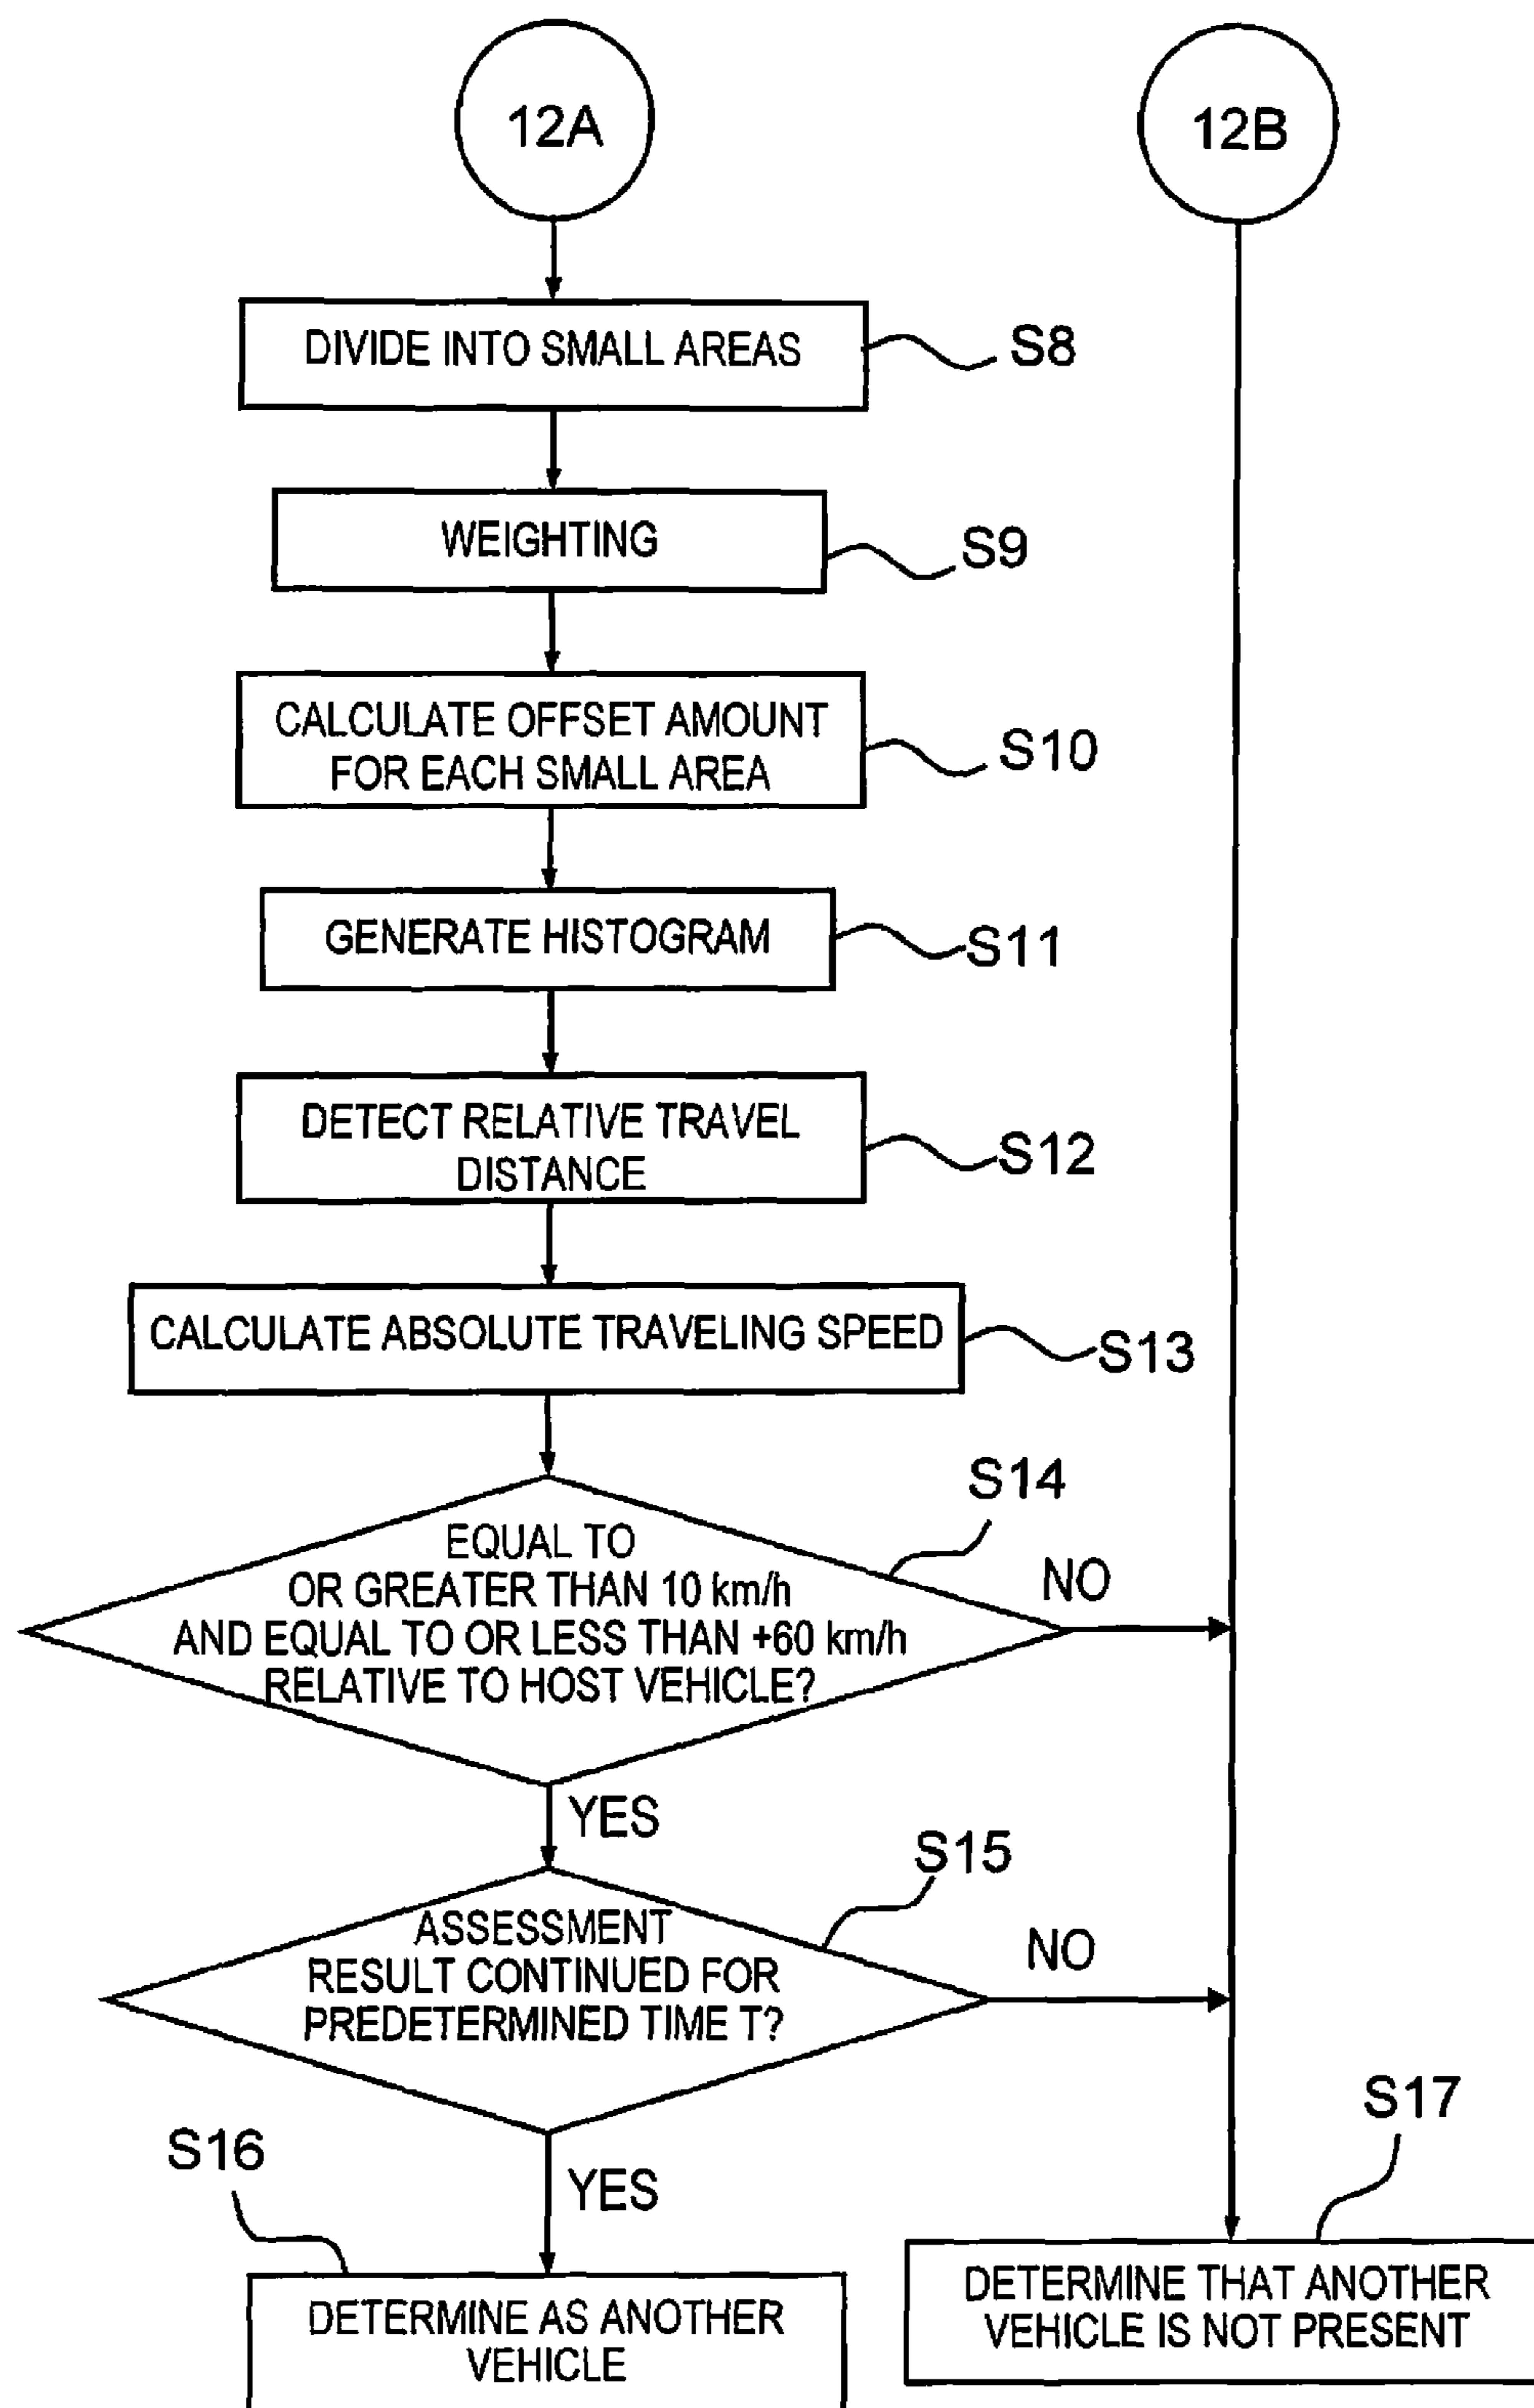 12A
12B
DIVIDE INTO SMALL AREAS
S8
WEIGHTING
S9
CALCULATE OFFSET AMOUNT
FOR EACH SMALL AREA
S10
GENERATE HISTOGRAM
S11
DETECT RELATIVE TRAVEL
DISTANCE
S12
CALCULATE ABSOLUTE TRAVELING SPEED
S13
S14
EQUAL TO
OR GREATER THAN 10 km/h
AND EQUAL TO OR LESS THAN +60 km/h
RELATIVE TO HOST VEHICLE?
NO
YES
S15
ASSESSMENT
RESULT CONTINUED FOR
PREDETERMINED TIME T?
NO
YES
S16
DETERMINE AS ANOTHER
VEHICLE
S17
DETERMINE THAT ANOTHER
VEHICLE IS NOT PRESENT